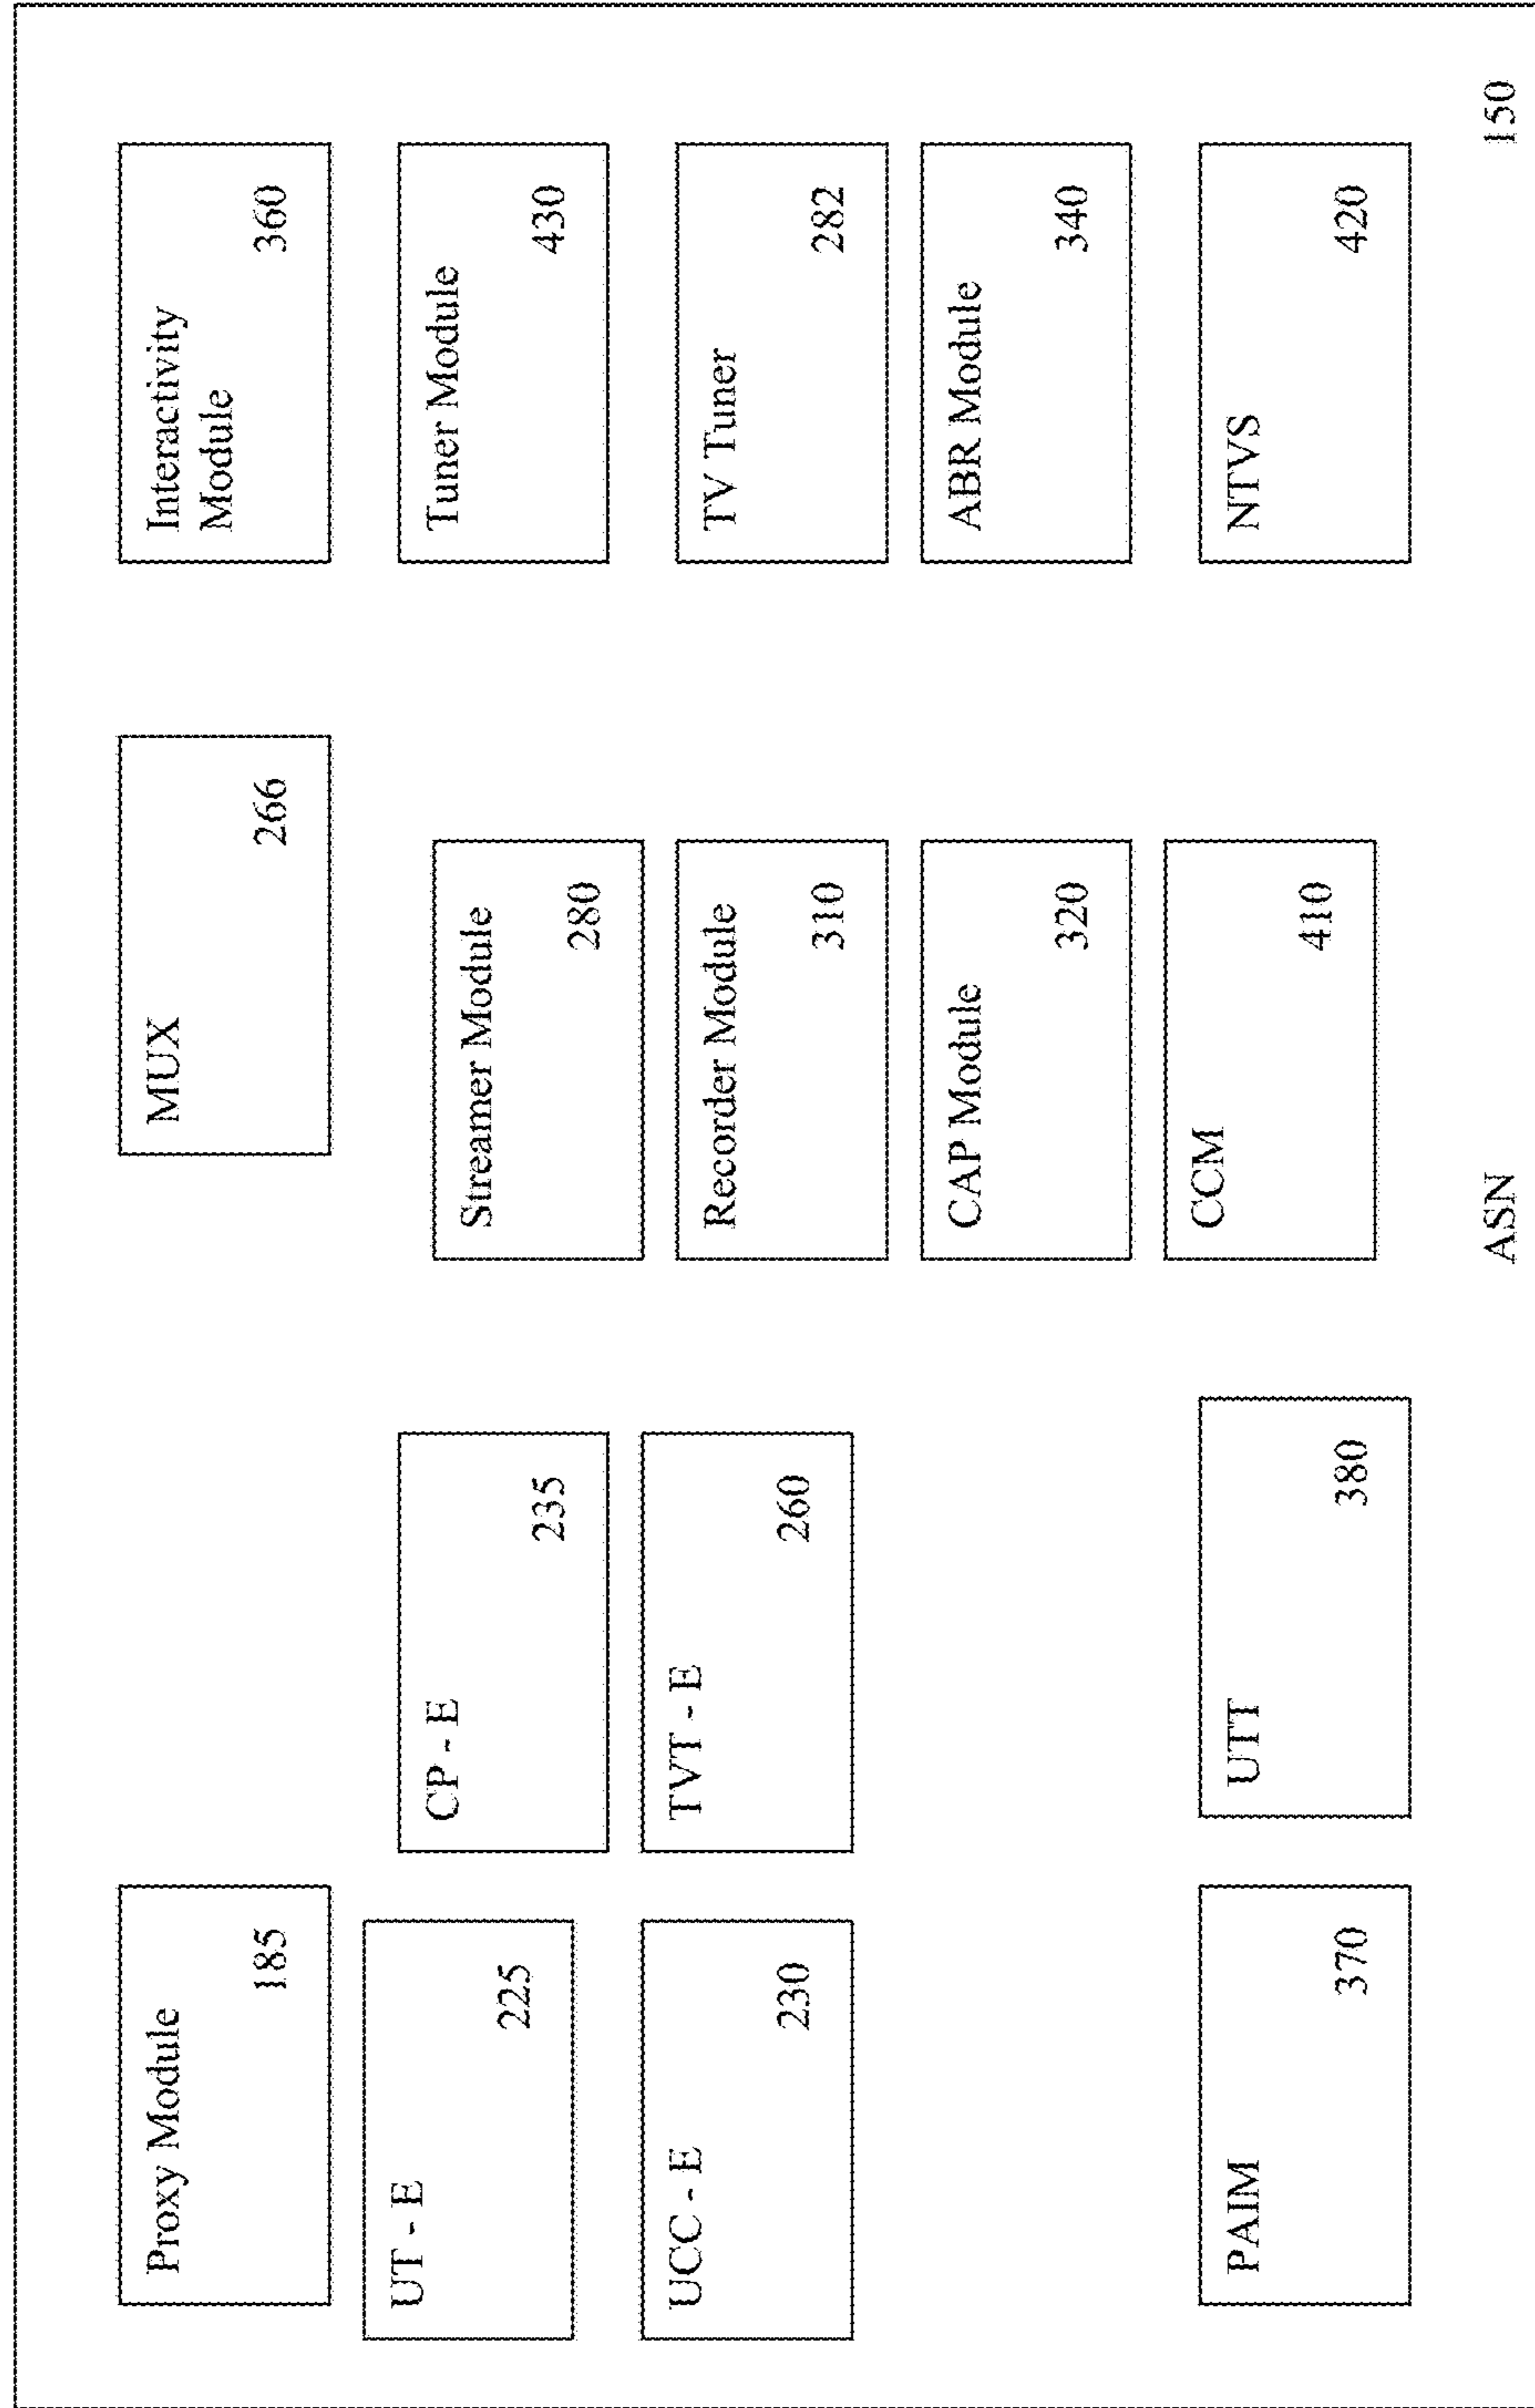 Proxy Module
185
MUX
266
Interactivity
Module
360
UT - E
225
CP - E
235
Streamer Module
280
Tuner Module
430
UCC - E
230
TVT - E
260
Recorder Module
310
TV Tuner
282
CAP Module
320
ABR Module
340
PAIM
370
UTT
380
CCM
410
NTVS
420
ASN
150